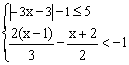 |-3x-3|-1≤5
2(x-1)/3 - x+2/2 < -1